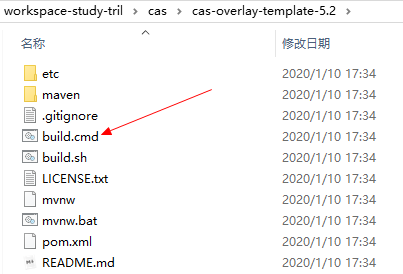 workspace-study-tril > cas > cas-overlay-template-5.2 >
名称 修改日期
etc 2020/1/10 17:34
maven 2020/1/10 17:34
.gitignore 2020/1/10 17:34
build.cmd 2020/1/10 17:34
build.sh 2020/1/10 17:34
LICENSE.txt 2020/1/10 17:34
mvnw 2020/1/10 17:34
mvnw.bat 2020/1/10 17:34
pom.xml 2020/1/10 17:34
README.md 2020/1/10 17:34